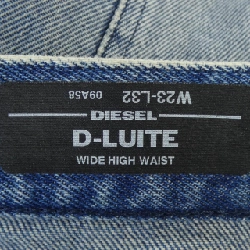 W23-L32 09A58
DIESEL
D-LUITE
WIDE HIGH WAIST